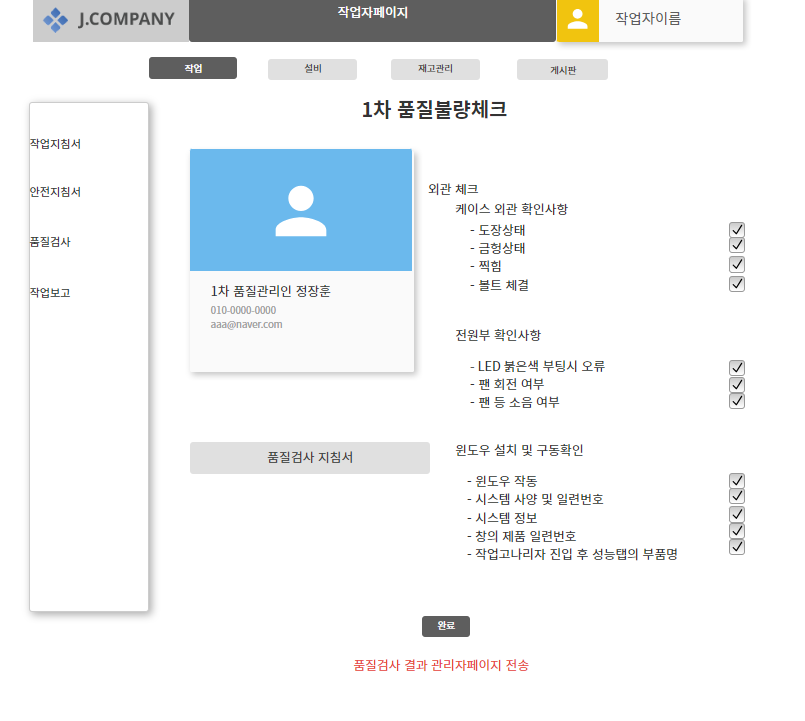 J.COMPANY
작업자페이지
작업자이름
작업
설비
재고관리
게시판
1차 품질불량체크
작업지침서
안전지침서
품질검사
작업보고
1차 품질관리인 정장훈
010-0000-0000
aaa@naver.com
품질검사 지침서
외관 체크
케이스 외관 확인사항
- 도장상태
- 금형상태
- 찍힘
- 볼트 체결
전원부 확인사항
- LED 붉은색 부팅시 오류
- 팬 회전 여부
- 팬 등 소음 여부
윈도우 설치 및 구동확인
- 윈도우 작동
- 시스템 사양 및 일련번호
- 시스템 정보
- 창의 제품 일련번호
- 작업고나리자 진입 후 성능탭의 부품명
완료
품질검사 결과 관리자페이지 전송